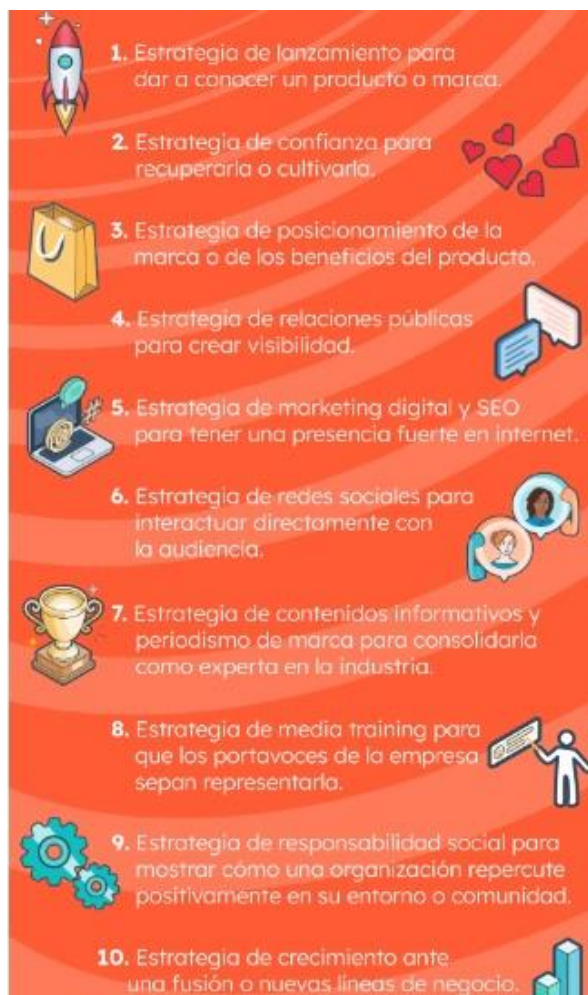 1. Estrategia de lanzamiento para
dar a conocer un producto o marca.
2. Estrategia de confianza para
recuperarla o cultivarla.
3. Estrategia de posicionamiento de la
marca o de los beneficios del producto.
4. Estrategia de relaciones públicas
para crear visibilidad.
5. Estrategia de marketing digital y SEO
para tener una presencia fuerte en internet.
6. Estrategia de redes sociales para
interactuar directamente con
la audiencia.
7. Estrategia de contenidos informativos y
periodismo de marca para consolidarla
como experta en la industria.
8. Estrategia de media training para
que los portavoces de la empresa
sepan representarla.
9. Estrategia de responsabilidad social para
mostrar cómo una organización repercute
positivamente en su entorno o comunidad.
10. Estrategia de crecimiento ante
una fusión o nuevas líneas de negocio.